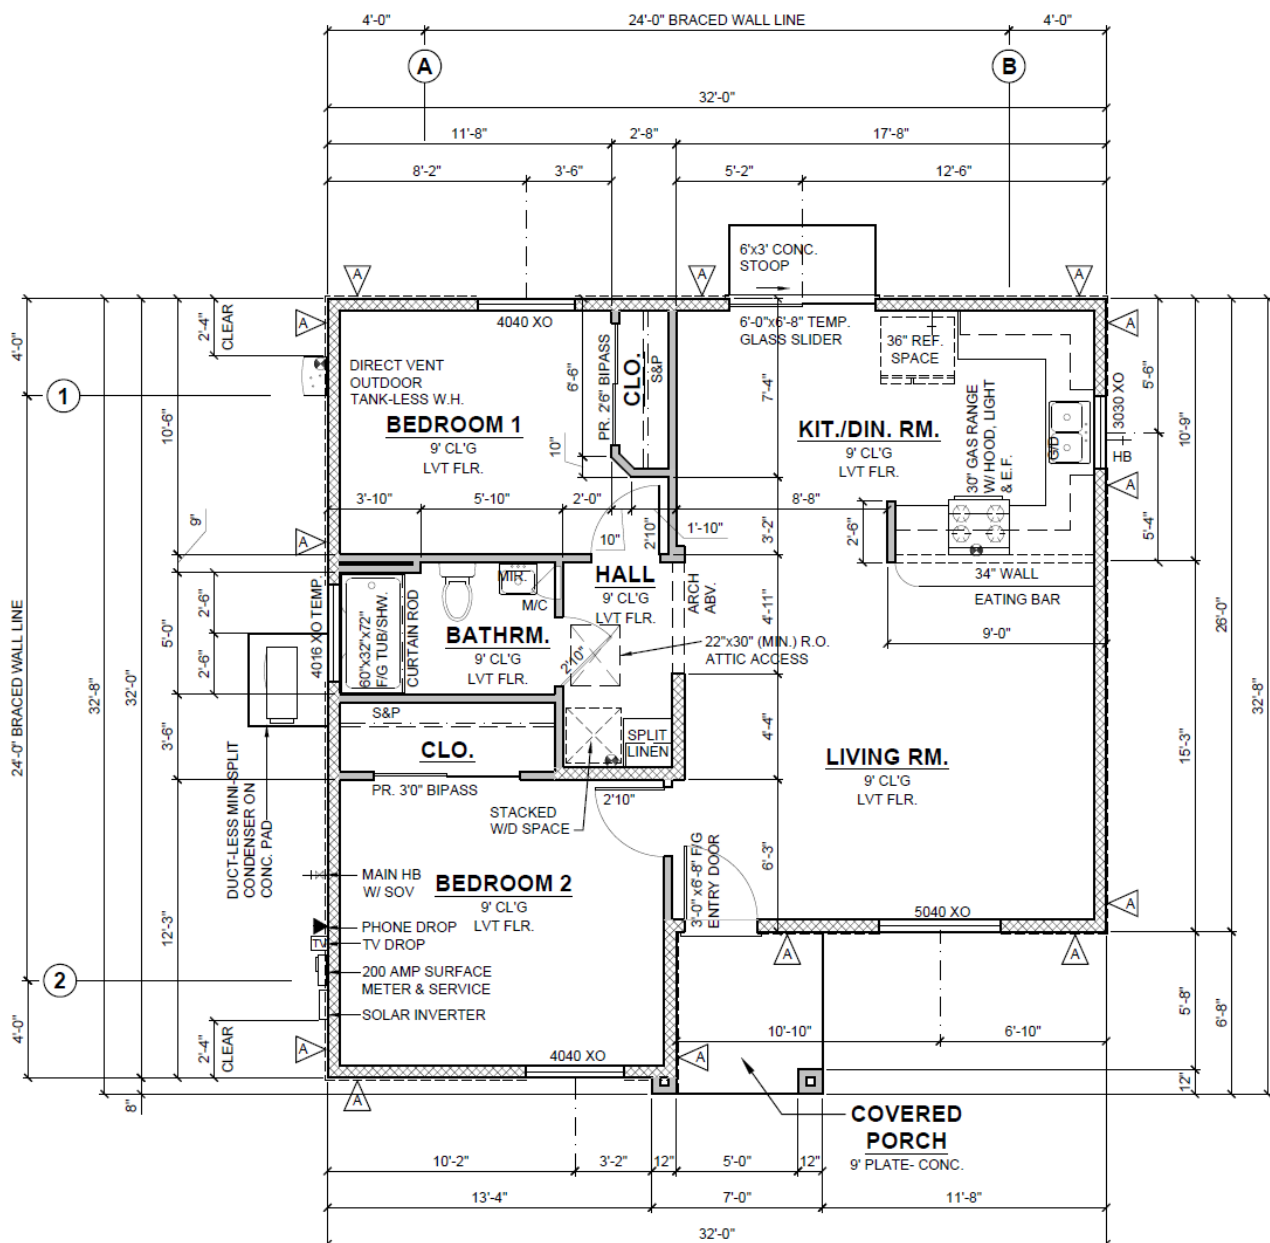 4'-0"
24'-0" BRACED WALL LINE
4'-0"
A
B
32'-0"
11'-8"
2'-8"
17'-8"
8'-2"
3'-6"
5'-2"
12'-6"
6'x3' CONC.
STOOP
A
A
A
4040 XO
6'-0"x6'-8" TEMP.
GLASS SLIDER
36" REF.
SPACE
A
A
2'-4"
CLEAR
4'-0"
1
DIRECT VENT
OUTDOOR
TANK-LESS W.H.
BEDROOM 1
9' CL'G
LVT FLR.
6'-6"
PR. 2'6" BIPASS
CLO.
S&P
10"
7'-4"
KIT./DIN. RM.
9' CL'G
LVT FLR.
30" GAS RANGE
W/ HOOD, LIGHT
& E.F.
G/D
3030 XO
HB
5'-6"
10'-9"
A
10'-6"
3'-10"
5'-10"
2'-0"
8'-8"
9"
A
10"
2'10"
1'-10"
3'-2"
2'-6"
5'-4"
34" WALL
EATING BAR
9'-0"
MIR.
M/C
HALL
9' CL'G
LVT FLR.
ARCH
ABV.
4'-11"
4016 XO TEMP.
60"x32"x72"
F/G TUB/SHW.
CURTAIN ROD
BATHRM.
9' CL'G
LVT FLR.
2'10"
22"x30" (MIN.) R.O.
ATTIC ACCESS
2'-6"
2'-6"
5'-0"
24'-0" BRACED WALL LINE
32'-8"
32'-0"
26'-0"
32'-8"
3'-6"
S&P
CLO.
SPLIT
LINEN
4'-4"
LIVING RM.
9' CL'G
LVT FLR.
15'-3"
PR. 3'0" BIPASS
STACKED
W/D SPACE
2'10"
DUCT-LESS MINI-SPLIT
CONDENSER ON
CONC. PAD
MAIN HB
W/ SOV
BEDROOM 2
9' CL'G
LVT FLR.
3'-0"x6'-8" F/G
ENTRY DOOR
6'-3"
12'-3"
5040 XO
A
PHONE DROP
TV
TV DROP
A
A
2
200 AMP SURFACE
METER & SERVICE
SOLAR INVERTER
4'-0"
2'-4"
CLEAR
A
4040 XO
A
10'-10"
6'-10"
5'-8"
6'-8"
12"
8"
A
COVERED
PORCH
9' PLATE- CONC.
10'-2"
3'-2"
12"
5'-0"
12"
13'-4"
7'-0"
11'-8"
32'-0"